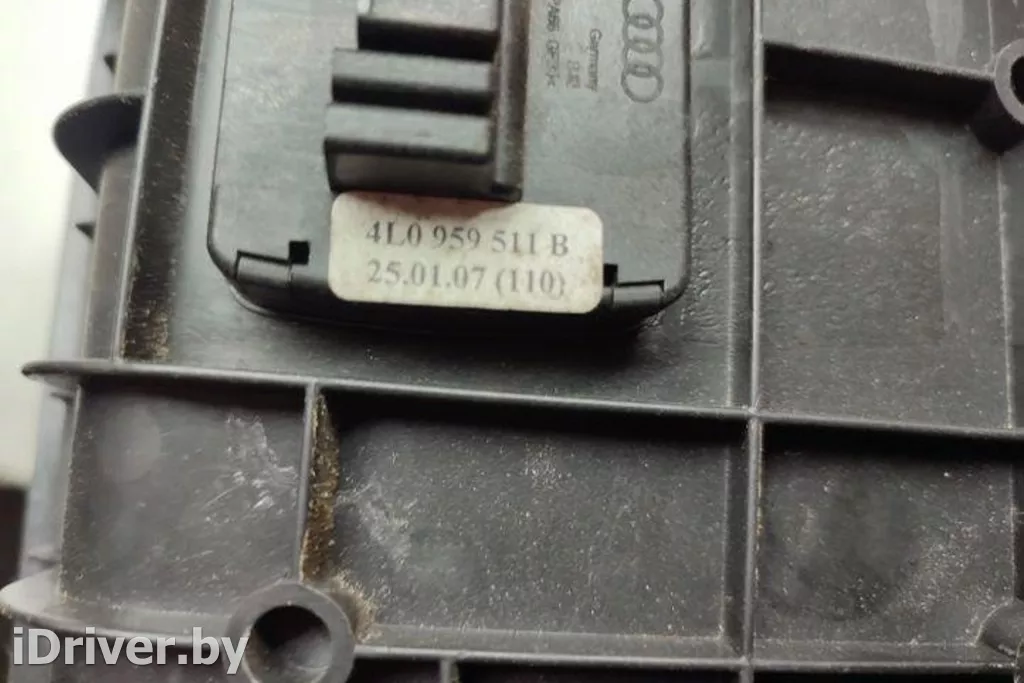 4L0 959 511 B
25.01.07 (110)
Germany
iDriver.by